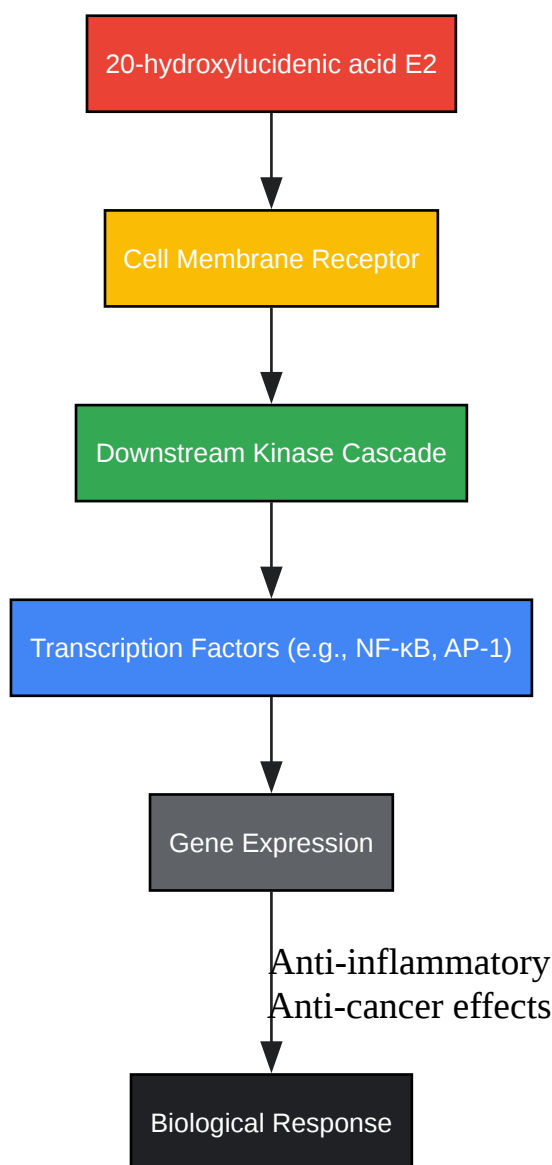 20-hydroxylucidenic acid E2
Cell Membrane Receptor
Downstream Kinase Cascade
Transcription Factors (e.g., NF-κB, AP-1)
Gene Expression
Anti-inflammatory
Anti-cancer effects
Biological Response